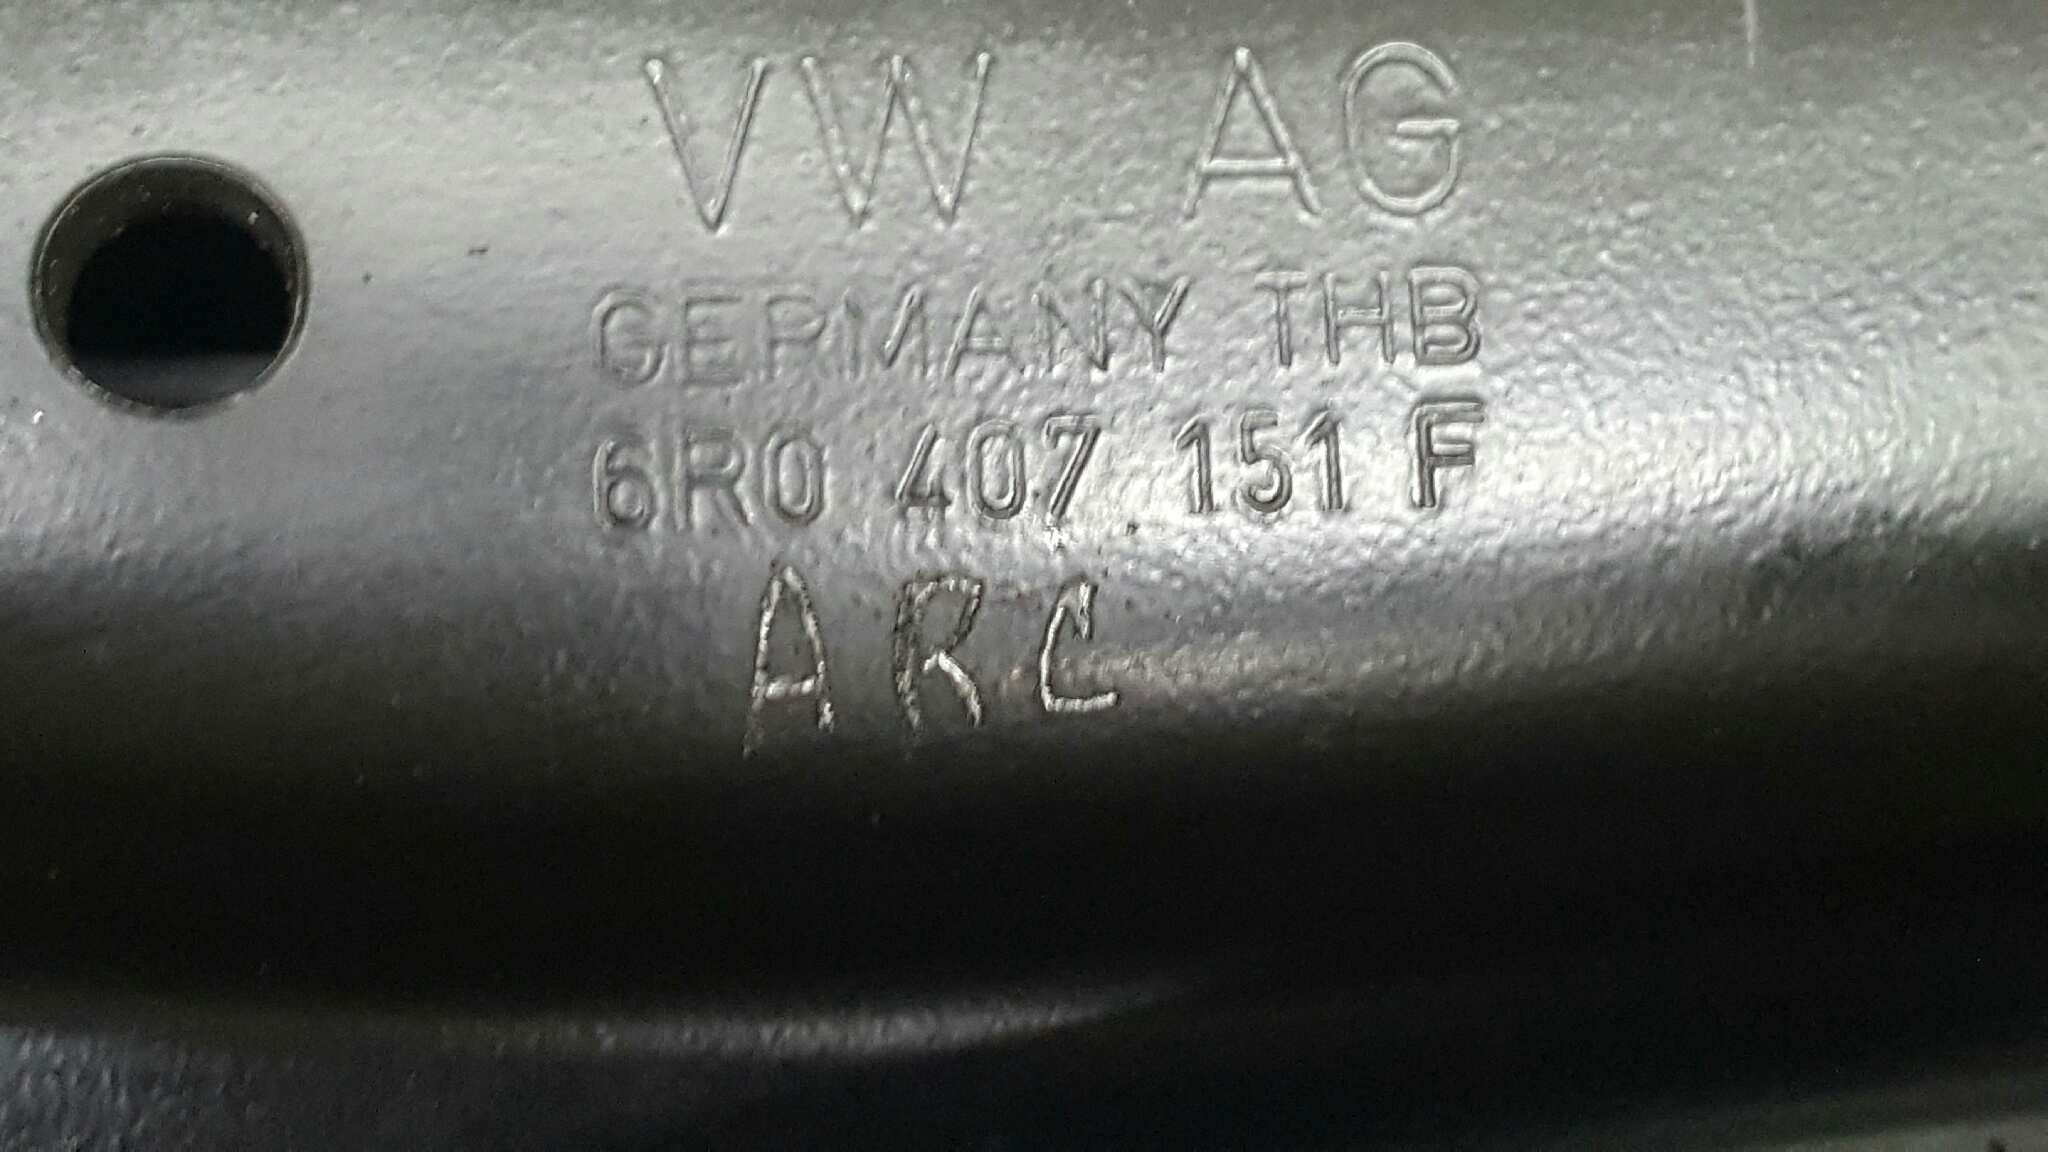 VW AG
GERMANY THB
6R0 407 151 F
ARC